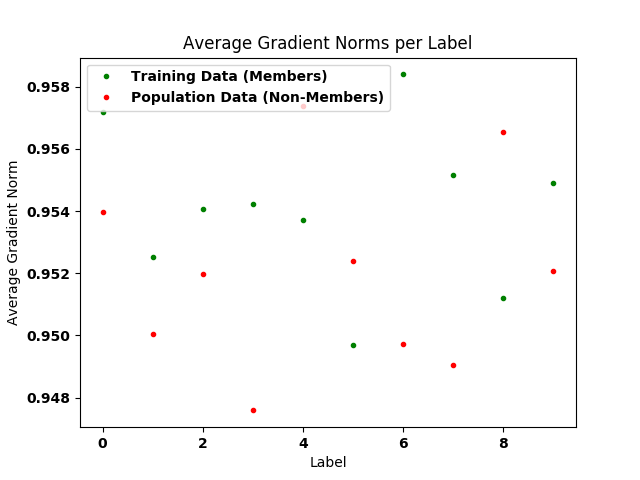 Average Gradient Norms per Label
Training Data (Members)
Population Data (Non-Members)
0.958
0.956
0.954
0.952
0.950
0.948
Average Gradient Norm
0 2 4 6 8
Label